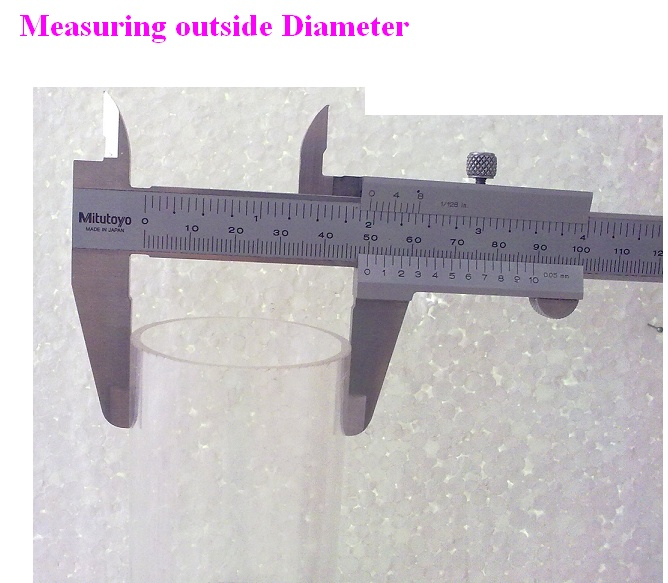 Measuring outside Diameter
0 4 8
1/128 in.
Mitutoyo
MADE IN JAPAN
0 1 2 3 4
10 20 30 40 50 60 70 80 90 100 110 12
0 1 2 3 4 5 6 7 8 9 10 0.05 mm